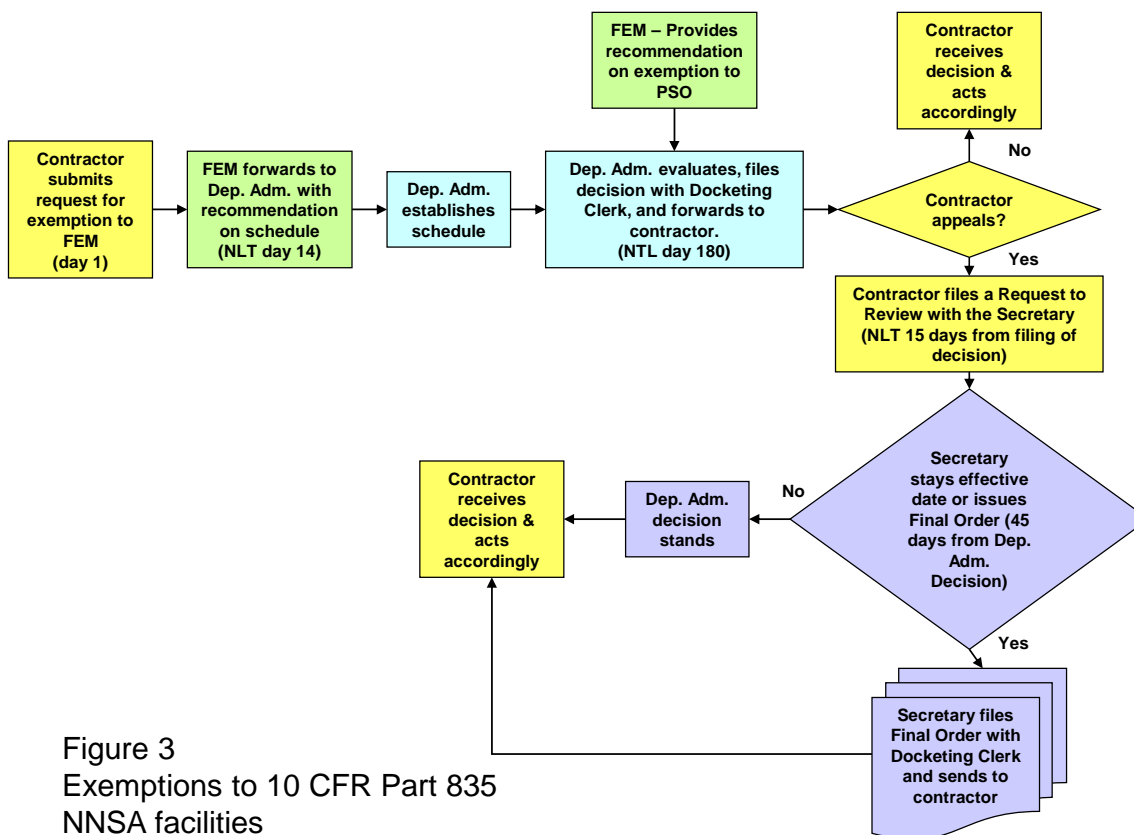 FEM – Provides
recommendation
on exemption to
PSO
Contractor
receives
decision &
acts
accordingly
No
Contractor
submits
request for
exemption to
FEM
(day 1)
FEM forwards to
Dep. Adm. with
recommendation
on schedule
(NLT day 14)
Dep. Adm.
establishes
schedule
Dep. Adm. evaluates, files
decision with Docketing
Clerk, and forwards to
contractor.
(NTL day 180)
Contractor
appeals?
Yes
Contractor files a Request to
Review with the Secretary
(NLT 15 days from filing of
decision)
Secretary
stays effective
date or issues
Final Order (45
days from Dep.
Adm.
Decision)
No
Dep. Adm.
decision
stands
Contractor
receives
decision &
acts
accordingly
Yes
Secretary files
Final Order with
Docketing Clerk
and sends to
contractor
Figure 3
Exemptions to 10 CFR Part 835
NNSA facilities